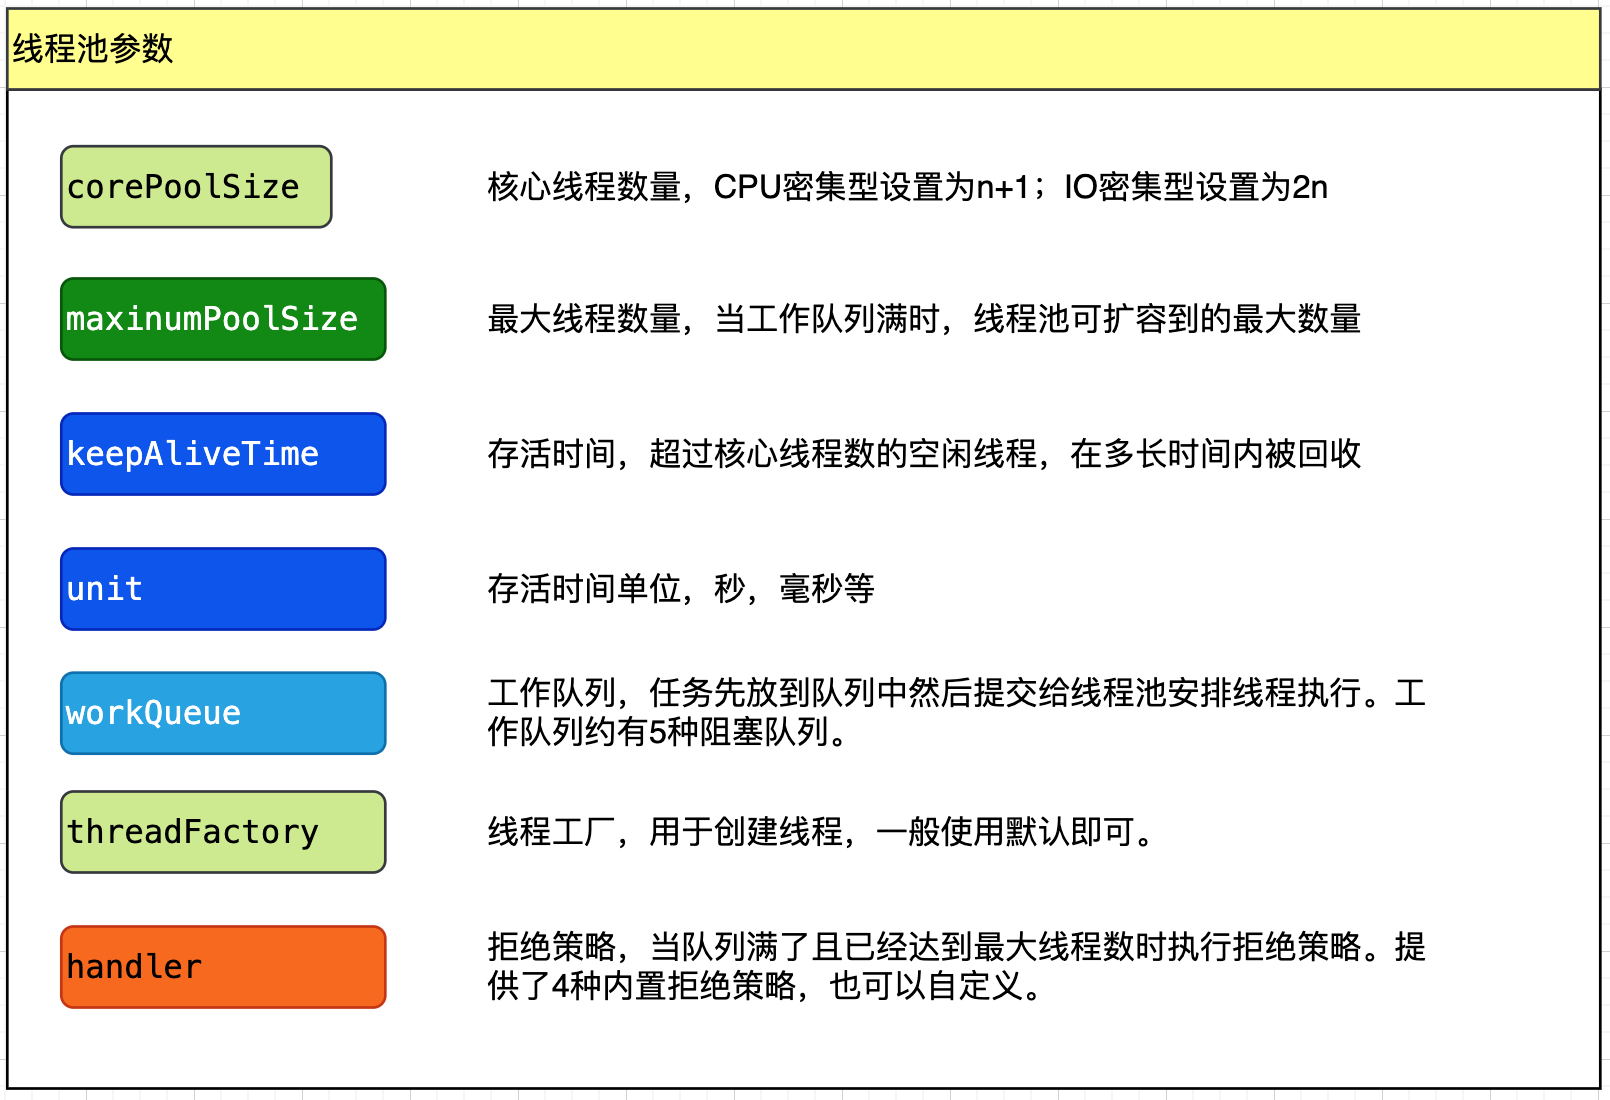 线程池参数
corePoolSize
核心线程数量，CPU密集型设置为n+1；IO密集型设置为2n
maxinumPoolSize
最大线程数量，当工作队列满时，线程池可扩容到的最大数量
keepAliveTime
存活时间，超过核心线程数的空闲线程，在多长时间内被回收
unit
存活时间单位，秒，毫秒等
workQueue
工作队列，任务先放到队列中然后提交给线程池安排线程执行。工
作队列约有5种阻塞队列。
threadFactory
线程工厂，用于创建线程，一般使用默认即可。
handler
拒绝策略，当队列满了且已经达到最大线程数时执行拒绝策略。提
供了4种内置拒绝策略，也可以自定义。